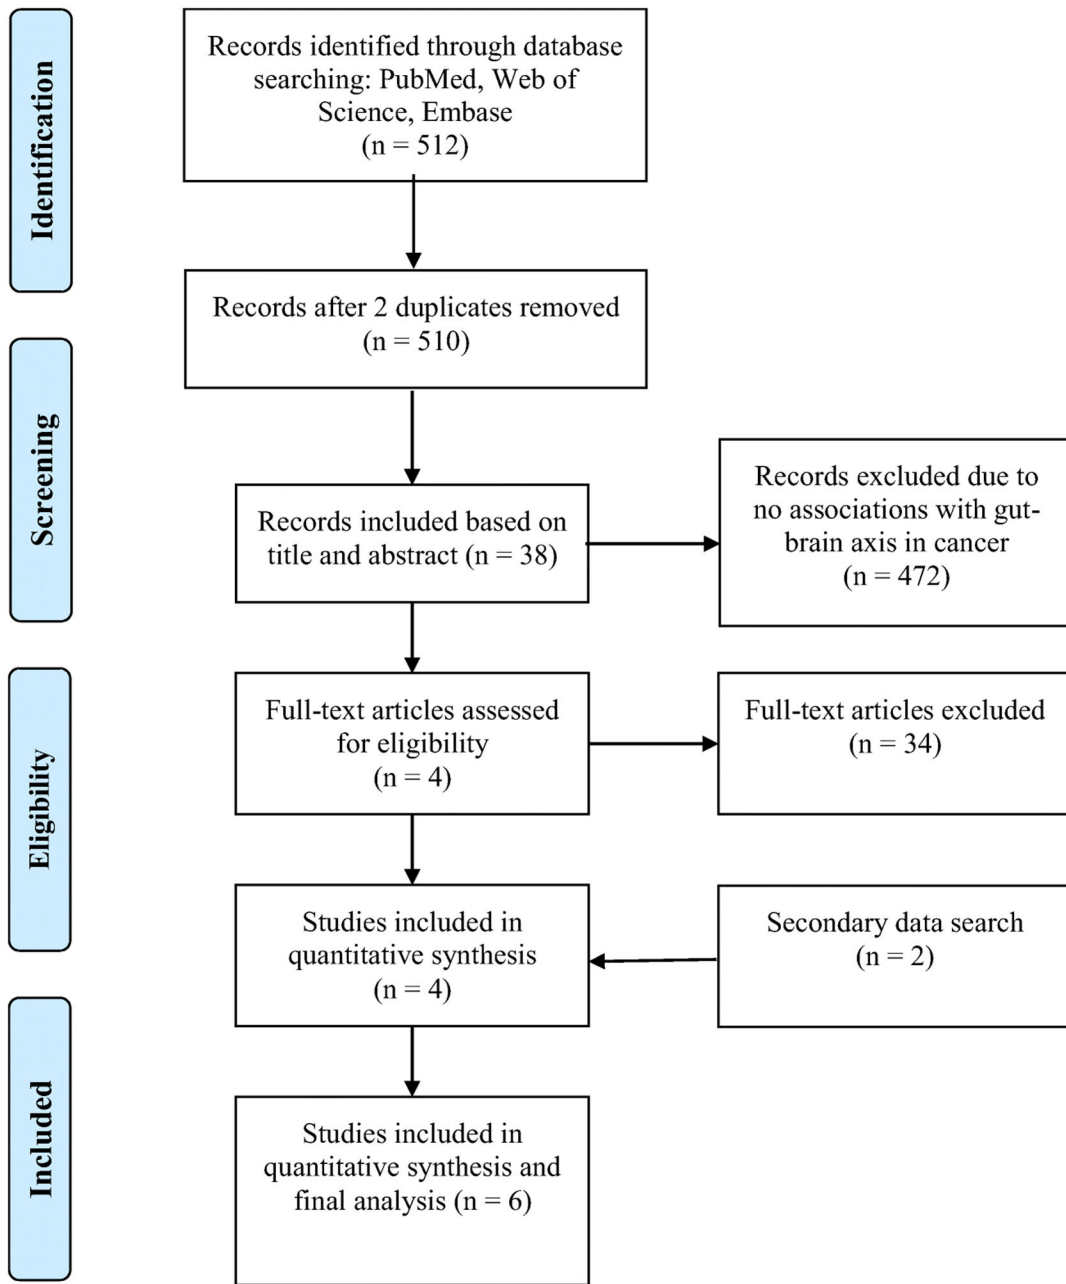 Identification
Records identified through database
searching: PubMed, Web of
Science, Embase
(n = 512)
Records after 2 duplicates removed
(n = 510)
Screening
Records included based on
title and abstract (n = 38)
Records excluded due to
no associations with gut-
brain axis in cancer
(n = 472)
Eligibility
Full-text articles assessed
for eligibility
(n = 4)
Full-text articles excluded
(n = 34)
Studies included in
quantitative synthesis
(n = 4)
Secondary data search
(n = 2)
Included
Studies included in
quantitative synthesis and
final analysis (n = 6)